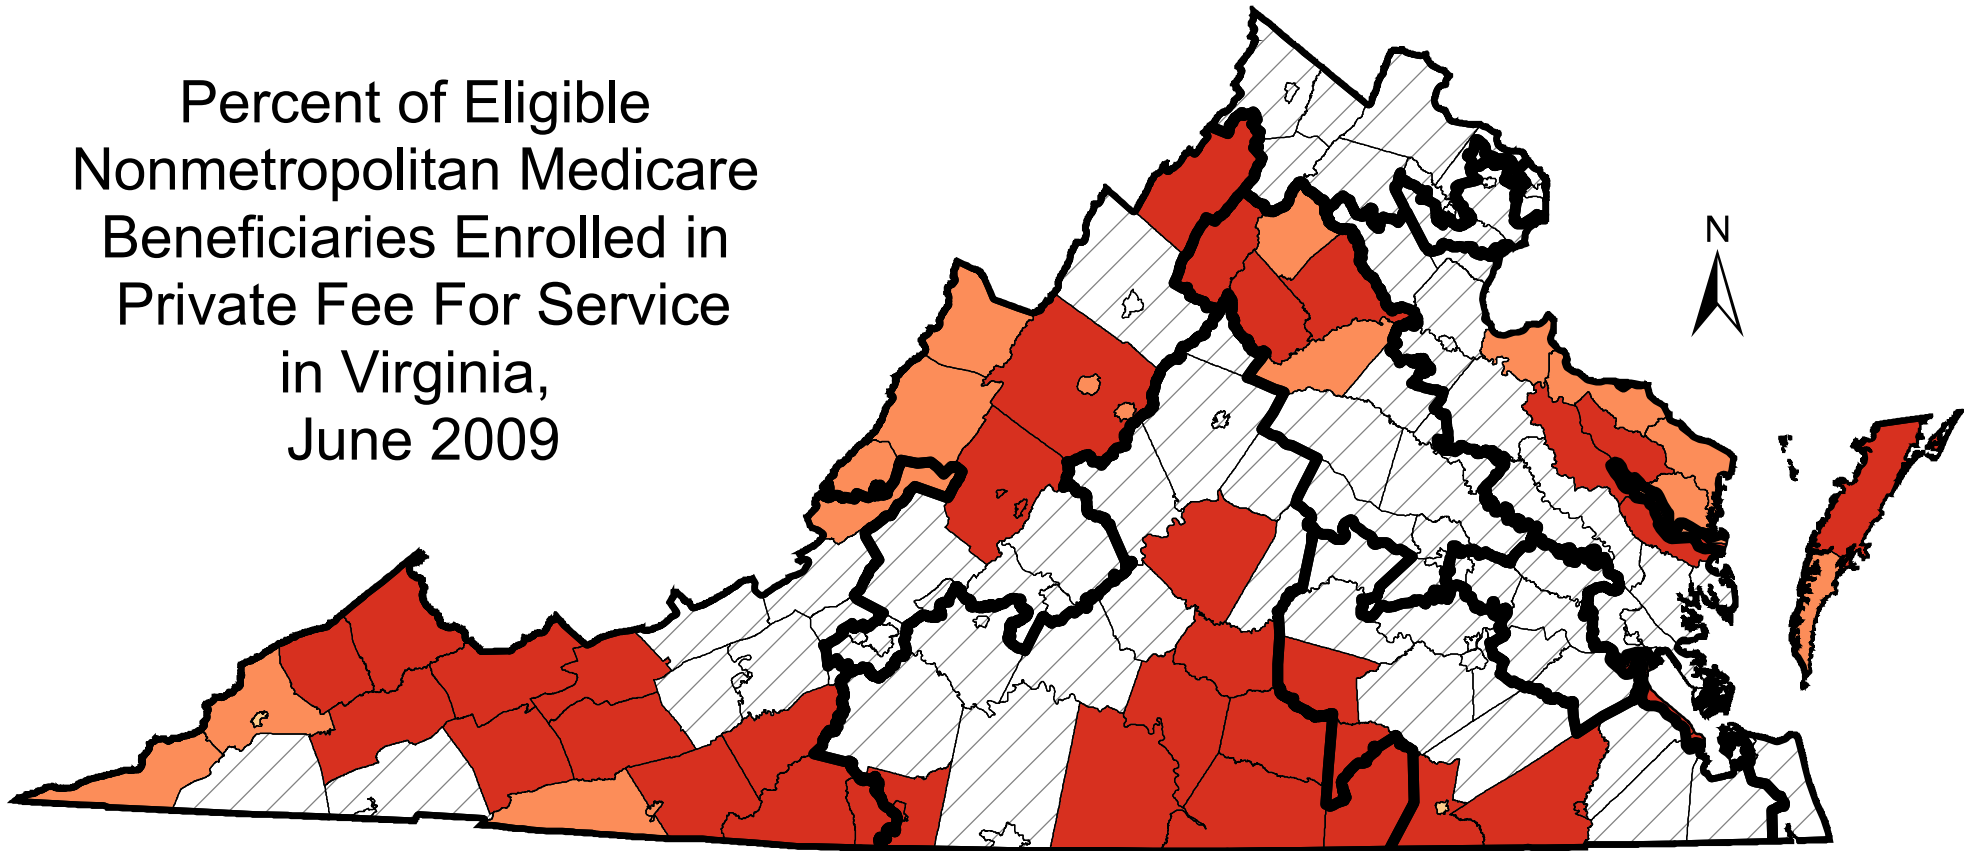 Percent of Eligible
Nonmetropolitan Medicare
Beneficiaries Enrolled in
Private Fee For Service
in Virginia,
June 2009
N